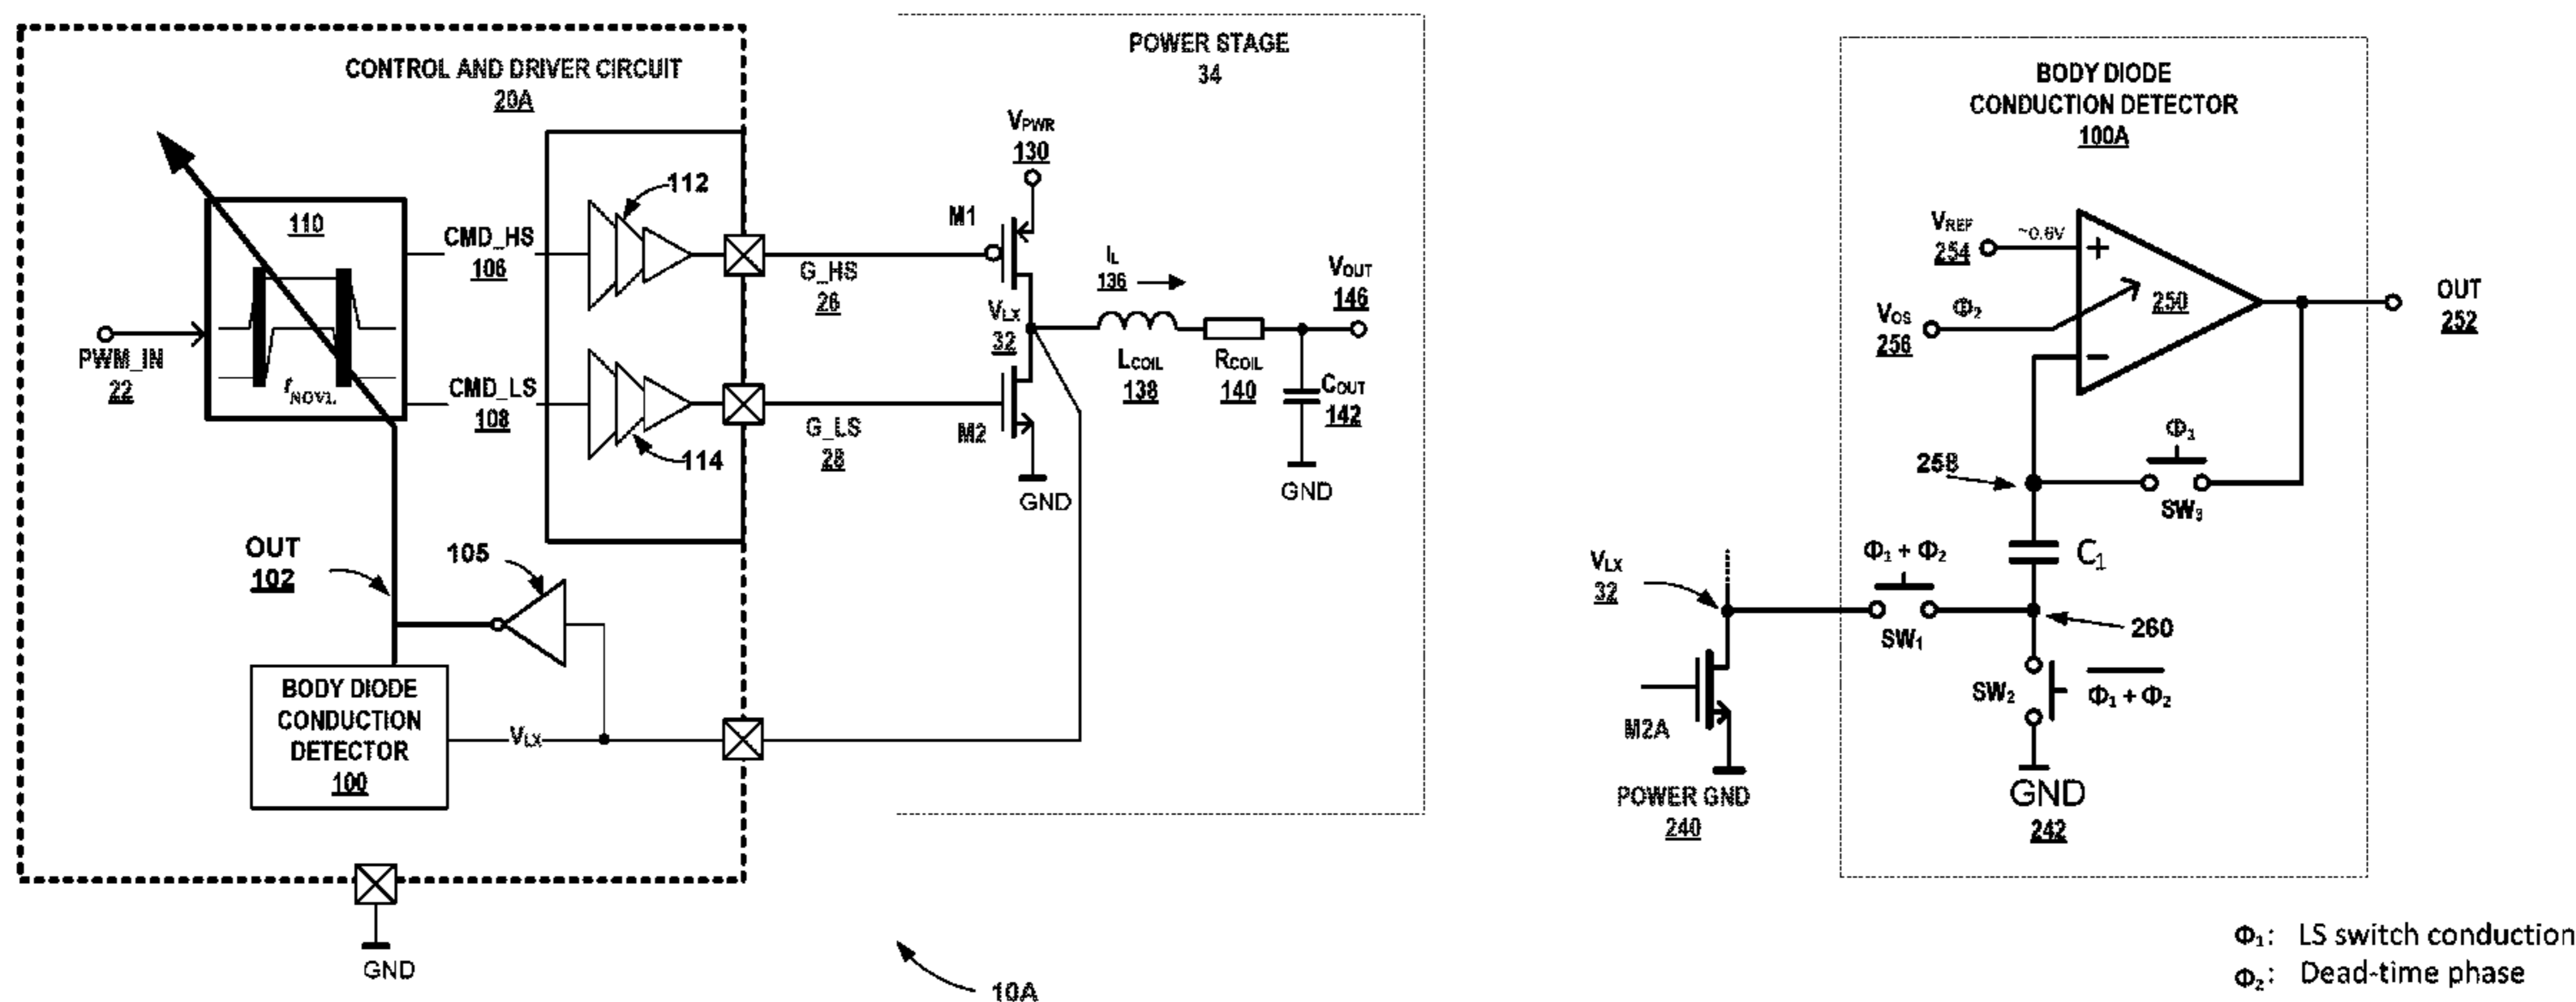 CONTROL AND DRIVER CIRCUIT
20A
110
tNOVL
PWM_IN
22
CMD_HS
106
CMD_LS
108
112
114
OUT
102
105
BODY DIODE
CONDUCTION
DETECTOR
100
VLX
GND
G_HS
26
G_LS
28
POWER STAGE
34
VPWR
130
M1
VLX
32
M2
GND
IL
136
LCOIL
138
RCOIL
140
VOUT
146
COUT
142
GND
10A
BODY DIODE
CONDUCTION DETECTOR
100A
VREF
254
~0.6V
+
VOS
256
Φ2
250
−
OUT
252
258
Φ1
SW3
C1
VLX
32
Φ1 + Φ2
SW1
260
SW2
Φ1 + Φ2
M2A
POWER GND
240
GND
242
Φ1: LS switch conduction
Φ2: Dead-time phase